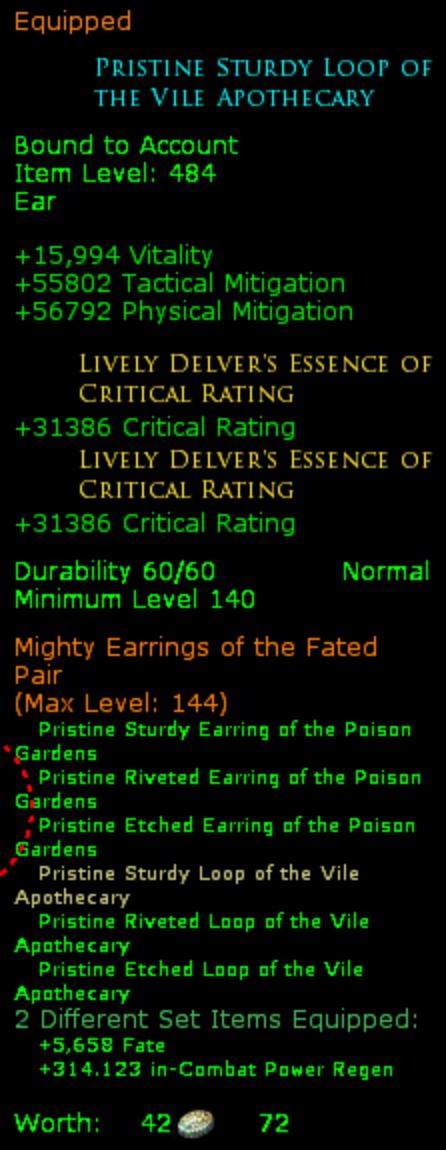 Equipped
Pristine Sturdy Loop of
the Vile Apothecary
Bound to Account
Item Level: 484
Ear
+15,994 Vitality
+55802 Tactical Mitigation
+56792 Physical Mitigation
Lively Delver's Essence of
Critical Rating
+31386 Critical Rating
Lively Delver's Essence of
Critical Rating
+31386 Critical Rating
Durability 60/60 Normal
Minimum Level 140
Mighty Earrings of the Fated
Pair
(Max Level: 144)
Pristine Sturdy Earring of the Poison
Gardens
Pristine Riveted Earring of the Poison
Gardens
Pristine Etched Earring of the Poison
Gardens
Pristine Sturdy Loop of the Vile
Apothecary
Pristine Riveted Loop of the Vile
Apothecary
Pristine Etched Loop of the Vile
Apothecary
2 Different Set Items Equipped:
+5,658 Fate
+314.123 in-Combat Power Regen
Worth: 42 72